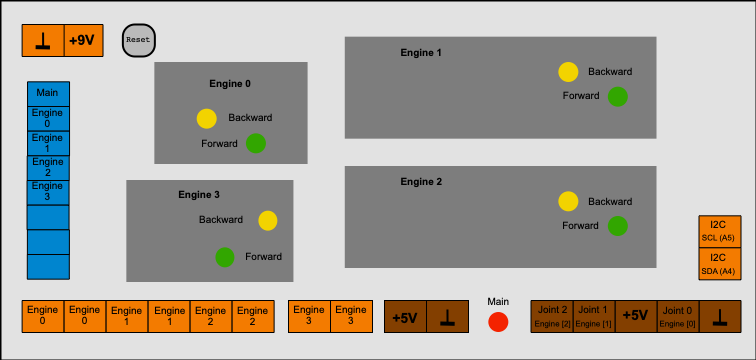 +9V
Reset
Main
Engine
0
Engine
1
Engine
2
Engine
3
Engine 0
Backward
Forward
Engine 1
Backward
Forward
Engine 3
Backward
Forward
Engine 2
Backward
Forward
I2C
SCL (A5)
I2C
SDA (A4)
Engine
0
Engine
0
Engine
1
Engine
1
Engine
2
Engine
2
Engine
3
Engine
3
+5V
Main
Joint 2
Engine [2]
Joint 1
Engine [1]
+5V
Joint 0
Engine [0]